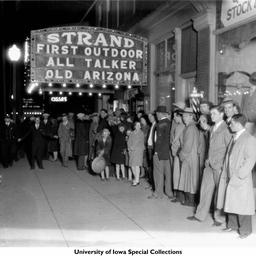 STOCK
STRAND
FIRST OUTDOOR
ALL TALKER
OLD ARIZONA
University of Iowa Special Collections